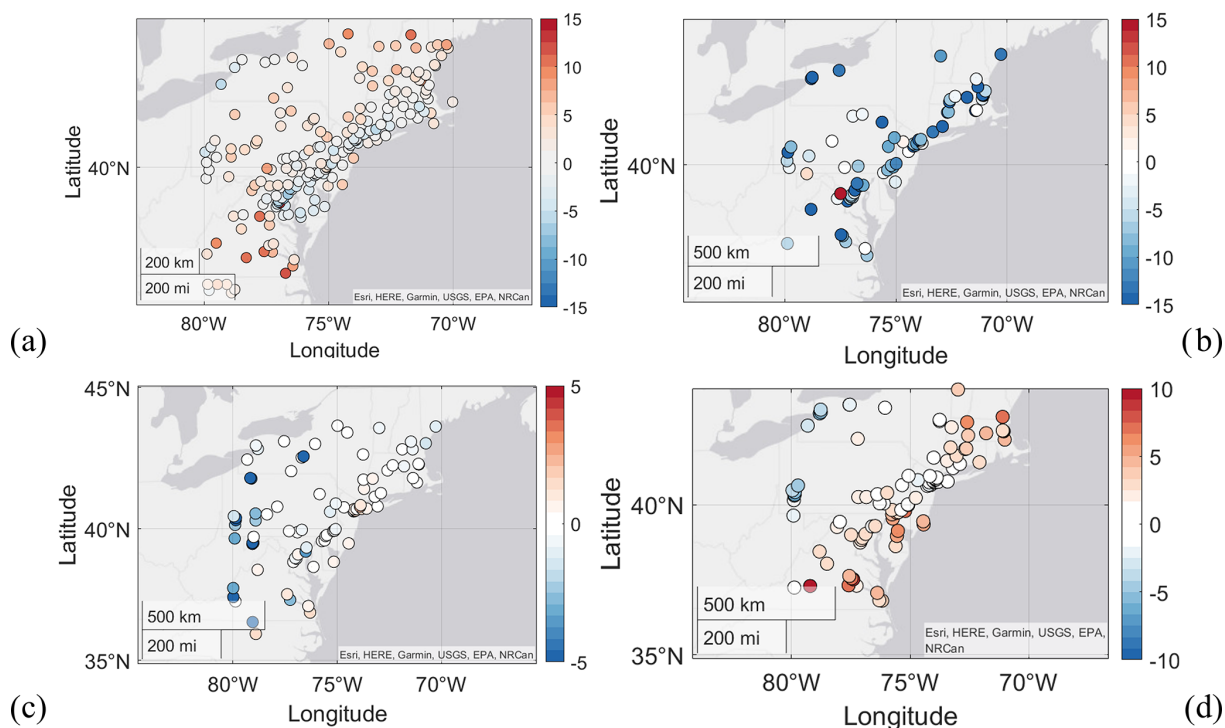 15
10
5
0
-5
-10
-15
Latitude
40°N
200 km
200 mi
Esri, HERE, Garmin, USGS, EPA, NRCan
80°W 75°W 70°W
Longitude
(a)
15
10
5
0
-5
-10
-15
Latitude
40°N
500 km
200 mi
Esri, HERE, Garmin, USGS, EPA, NRCan
80°W 75°W 70°W
Longitude
(b)
5
0
-5
45°N
40°N
35°N
Latitude
500 km
200 mi
Esri, HERE, Garmin, USGS, EPA, NRCan
80°W 75°W 70°W
Longitude
(c)
10
5
0
-5
-10
40°N
35°N
Latitude
500 km
200 mi
Esri, HERE, Garmin, USGS, EPA,
NRCan
80°W 75°W 70°W
Longitude
(d)